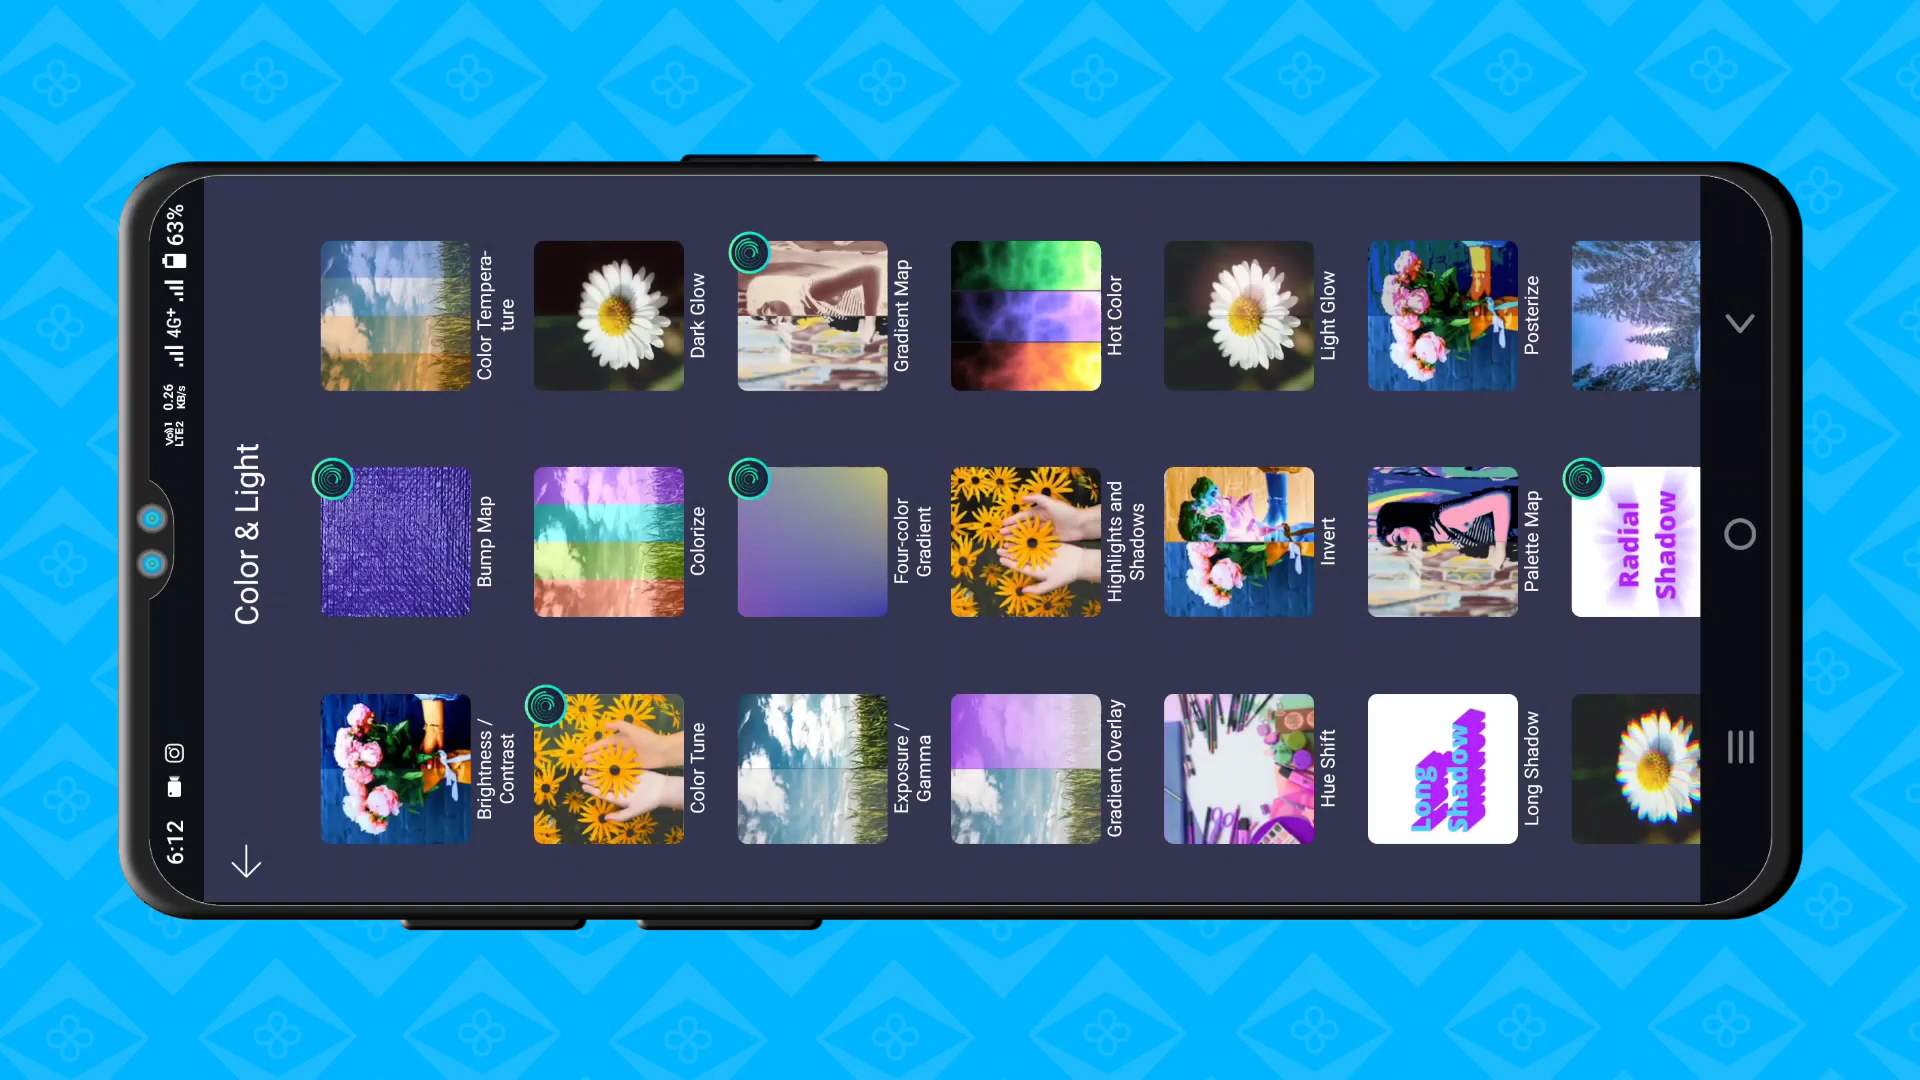 6:12
Vo)) 1 LTE2
0.26 KB/s
4G+
63%
Color & Light
Brightness /
Contrast
Bump Map
Color Tempera-
ture
Color Tune
Colorize
Dark Glow
Exposure /
Gamma
Four-color
Gradient
Gradient Map
Gradient Overlay
Highlights and
Shadows
Hot Color
Hue Shift
Invert
Light Glow
Long
Shadow
Long Shadow
Palette Map
Posterize
Radial
Shadow